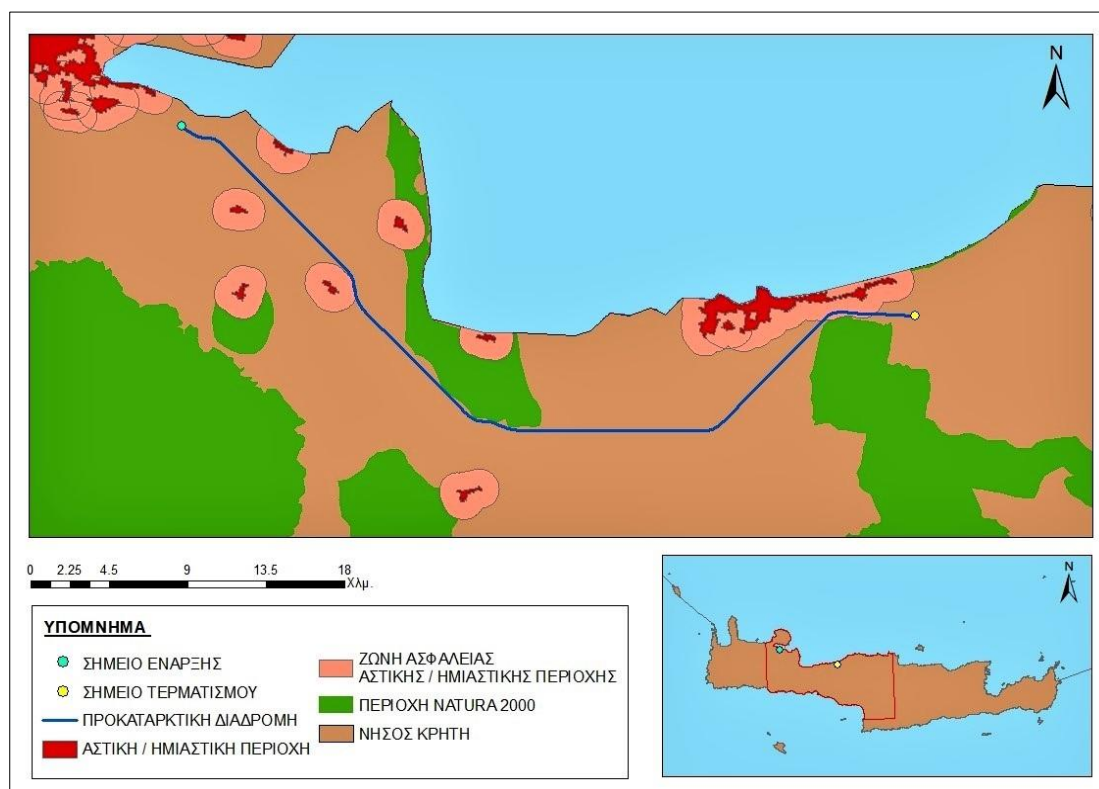 N
0 2.25 4.5 9 13.5 18
Χλμ.
N
ΥΠΟΜΝΗΜΑ
ΣΗΜΕΙΟ ΕΝΑΡΞΗΣ
ΣΗΜΕΙΟ ΤΕΡΜΑΤΙΣΜΟΥ
ΠΡΟΚΑΤΑΡΚΤΙΚΗ ΔΙΑΔΡΟΜΗ
ΑΣΤΙΚΗ / ΗΜΙΑΣΤΙΚΗ ΠΕΡΙΟΧΗ
ΖΩΝΗ ΑΣΦΑΛΕΙΑΣ
ΑΣΤΙΚΗΣ / ΗΜΙΑΣΤΙΚΗΣ ΠΕΡΙΟΧΗΣ
ΠΕΡΙΟΧΗ NATURA 2000
ΝΗΣΟΣ ΚΡΗΤΗ